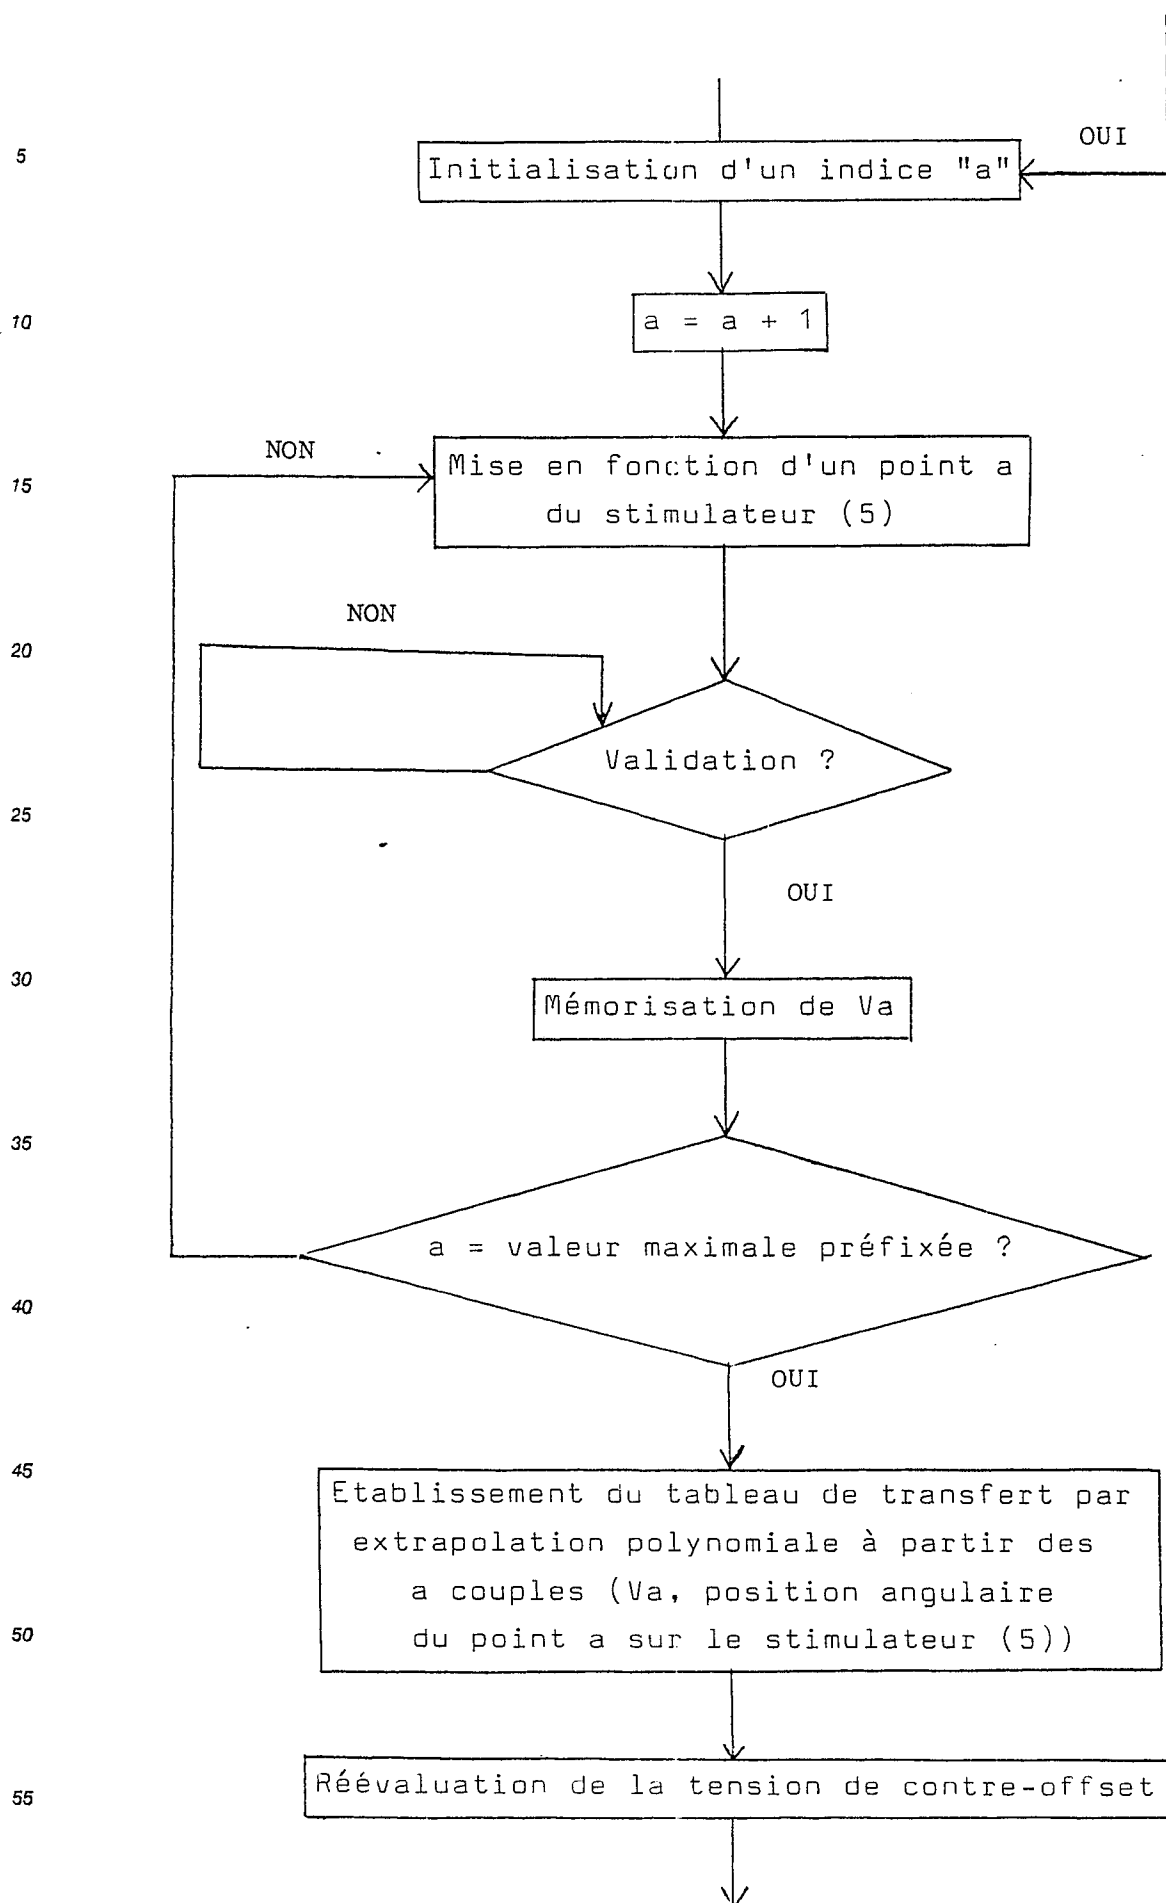 OUI
5
Initialisation d'un indice "a"
10
a = a + 1
NON
15
Mise en fonction d'un point a
du stimulateur (5)
NON
20
Validation ?
25
OUI
30
Mémorisation de Va
35
a = valeur maximale préfixée ?
40
OUI
45
Etablissement du tableau de transfert par
extrapolation polynomiale à partir des
a couples (Va, position angulaire
50
du point a sur le stimulateur (5))
55
Réévaluation de la tension de contre-offset